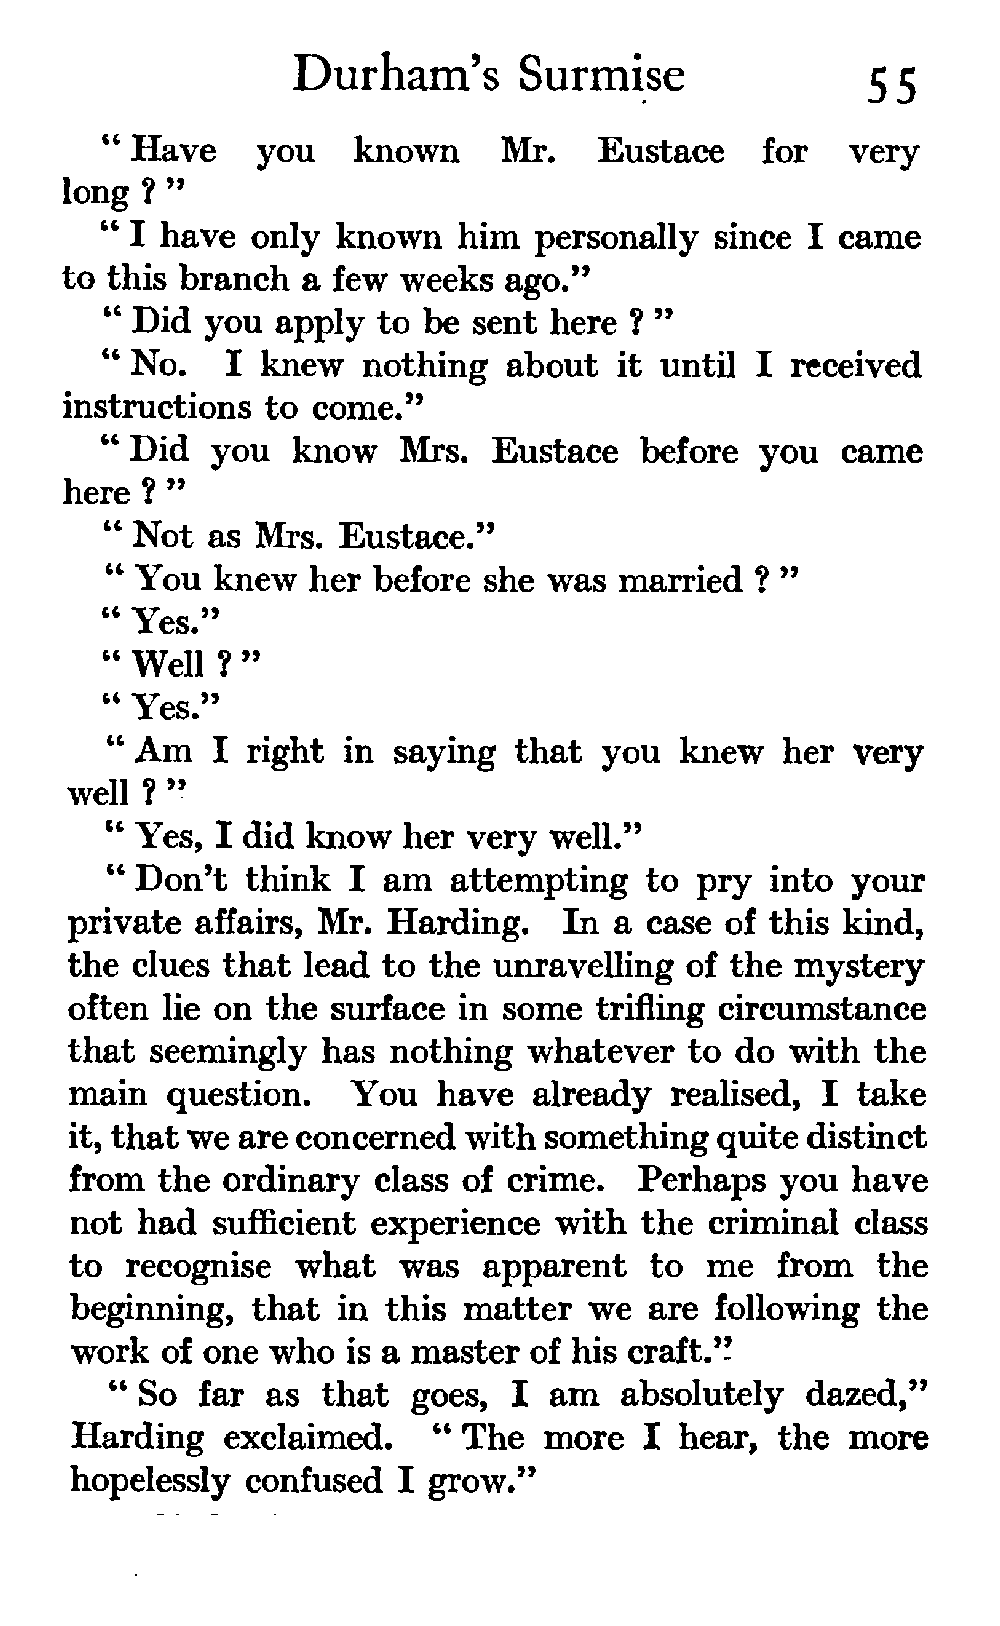 Durham's Surmise 55
“ Have you known Mr. Eustace for very
long ? ”
“ I have only known him personally since I came
to this branch a few weeks ago.”
“ Did you apply to be sent here ? ”
“ No. I knew nothing about it until I received
instructions to come.”
“ Did you know Mrs. Eustace before you came
here ? ”
“ Not as Mrs. Eustace.”
“ You knew her before she was married ? ”
“ Yes.”
“ Well ? ”
“ Yes.”
“ Am I right in saying that you knew her very
well ? ”
“ Yes, I did know her very well.”
“ Don't think I am attempting to pry into your
private affairs, Mr. Harding. In a case of this kind,
the clues that lead to the unravelling of the mystery
often lie on the surface in some trifling circumstance
that seemingly has nothing whatever to do with the
main question. You have already realised, I take
it, that we are concerned with something quite distinct
from the ordinary class of crime. Perhaps you have
not had sufficient experience with the criminal class
to recognise what was apparent to me from the
beginning, that in this matter we are following the
work of one who is a master of his craft.”
“ So far as that goes, I am absolutely dazed,”
Harding exclaimed. “ The more I hear, the more
hopelessly confused I grow.”